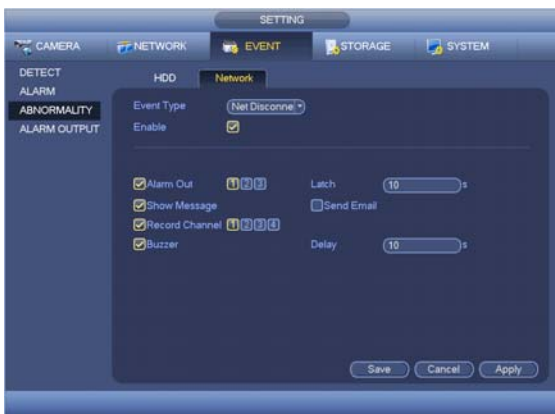 SETTING
CAMERA NETWORK EVENT STORAGE SYSTEM
DETECT
ALARM
ABNORMALITY
ALARM OUTPUT
HDD Network
Event Type Net Disconne
Enable
Alarm Out 1 2 3 Latch 10 s
Show Message Send Email
Record Channel 1 2 3 4
Buzzer Delay 10 s
Save Cancel Apply